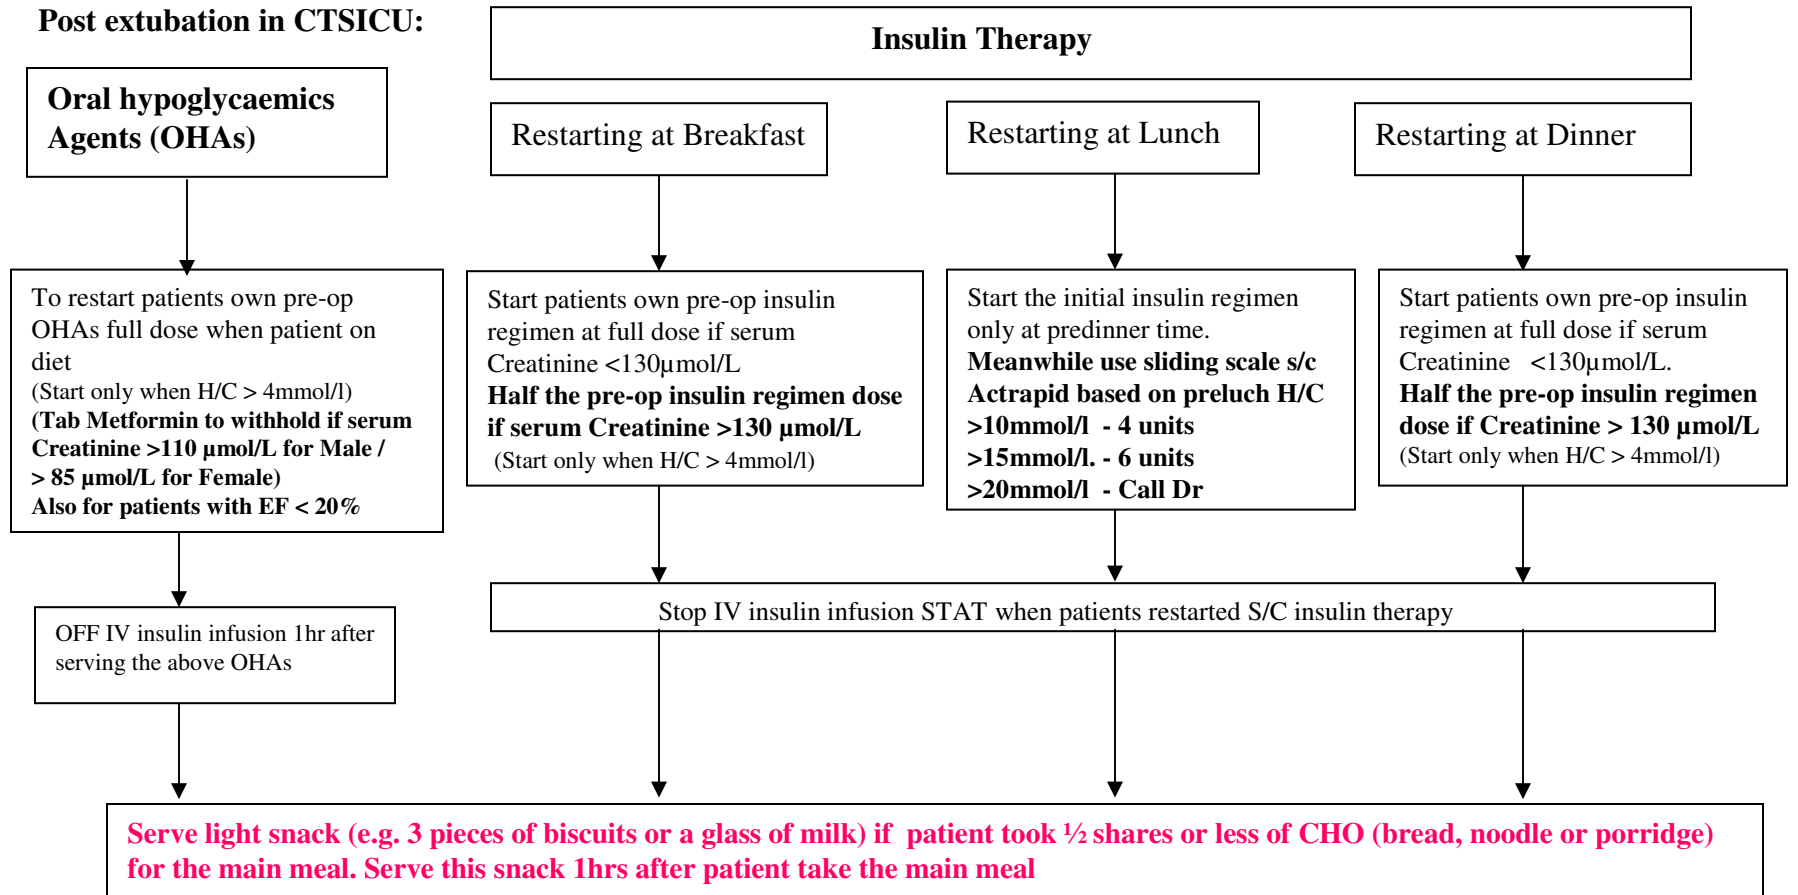 Post extubation in CTSICU:
Insulin Therapy
Oral hypoglycaemics
Agents (OHAs)
Restarting at Breakfast
Restarting at Lunch
Restarting at Dinner
To restart patients own pre-op
OHAs full dose when patient on
diet
(Start only when H/C > 4mmol/l)
(Tab Metformin to withhold if serum
Creatinine >110 µmol/L for Male /
> 85 µmol/L for Female)
Also for patients with EF < 20%
Start patients own pre-op insulin
regimen at full dose if serum
Creatinine <130µmol/L
Half the pre-op insulin regimen dose
if serum Creatinine >130 µmol/L
(Start only when H/C > 4mmol/l)
Start the initial insulin regimen
only at predinner time.
Meanwhile use sliding scale s/c
Actrapid based on preluch H/C
>10mmol/l - 4 units
>15mmol/l. - 6 units
>20mmol/l - Call Dr
Start patients own pre-op insulin
regimen at full dose if serum
Creatinine <130µmol/L.
Half the pre-op insulin regimen
dose if Creatinine > 130 µmol/L
(Start only when H/C > 4mmol/l)
OFF IV insulin infusion 1hr after
serving the above OHAs
Stop IV insulin infusion STAT when patients restarted S/C insulin therapy
Serve light snack (e.g. 3 pieces of biscuits or a glass of milk) if patient took ½ shares or less of CHO (bread, noodle or porridge)
for the main meal. Serve this snack 1hrs after patient take the main meal